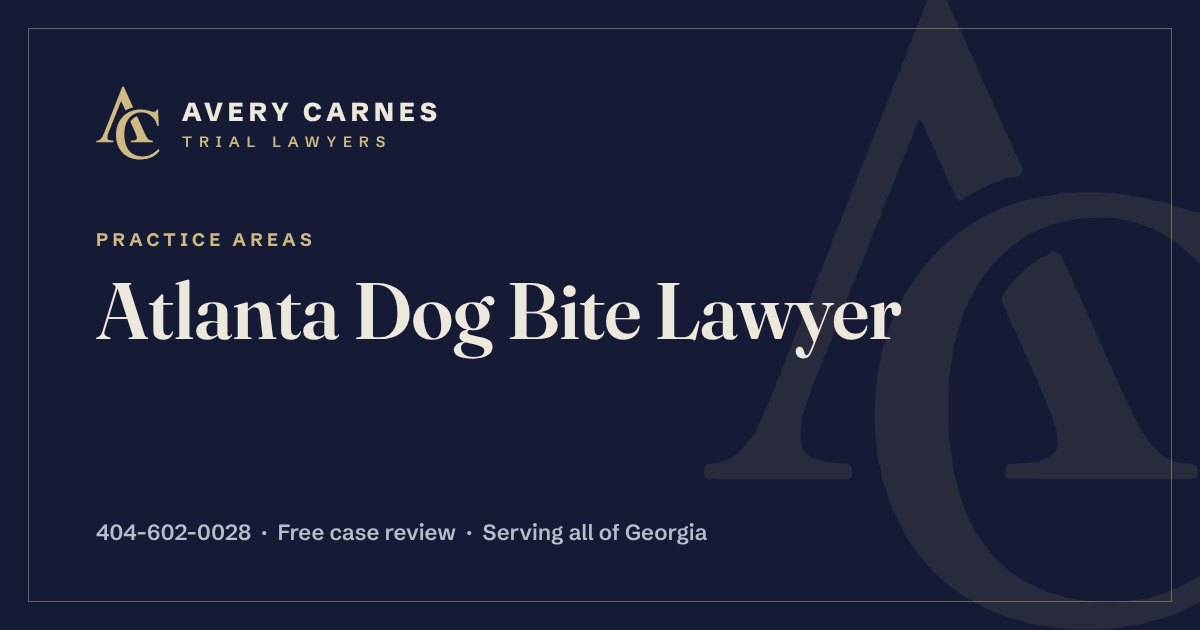 AVERY CARNES
TRIAL LAWYERS
PRACTICE AREAS
Atlanta Dog Bite Lawyer
404-602-0028 · Free case review · Serving all of Georgia